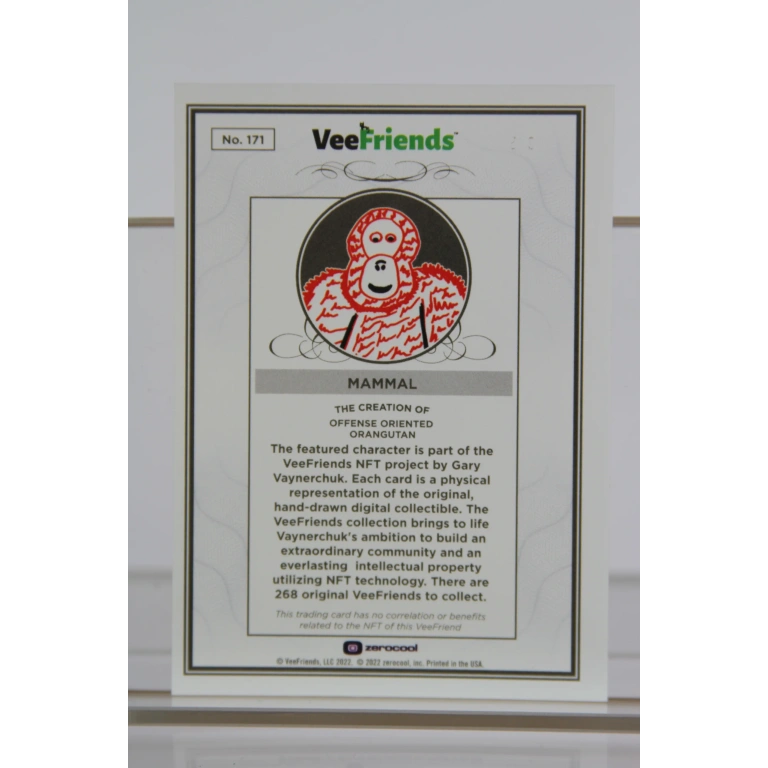 No. 171
VeeFriends™
MAMMAL
THE CREATION OF
OFFENSE ORIENTED
ORANGUTAN
The featured character is part of the
VeeFriends NFT project by Gary
Vaynerchuk. Each card is a physical
representation of the original,
hand-drawn digital collectible. The
VeeFriends collection brings to life
Vaynerchuk's ambition to build an
extraordinary community and an
everlasting intellectual property
utilizing NFT technology. There are
268 original VeeFriends to collect.
This trading card has no correlation or benefits
related to the NFT of this VeeFriend
zerocool
© VeeFriends, LLC 2022. © 2022 zerocool, inc. Printed in the USA.